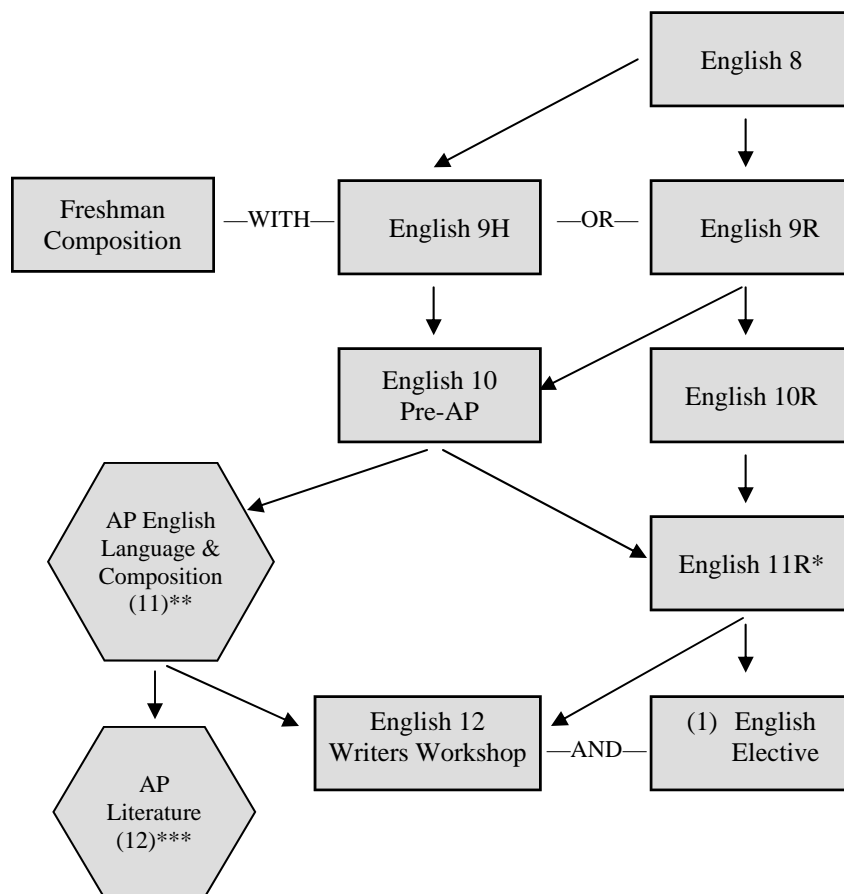 English 8
Freshman
Composition
—WITH—
English 9H
—OR—
English 9R
English 10
Pre-AP
English 10R
AP English
Language &
Composition
(11)**
English 11R*
English 12
Writers Workshop
—AND—
(1) English
Elective
AP
Literature
(12)***